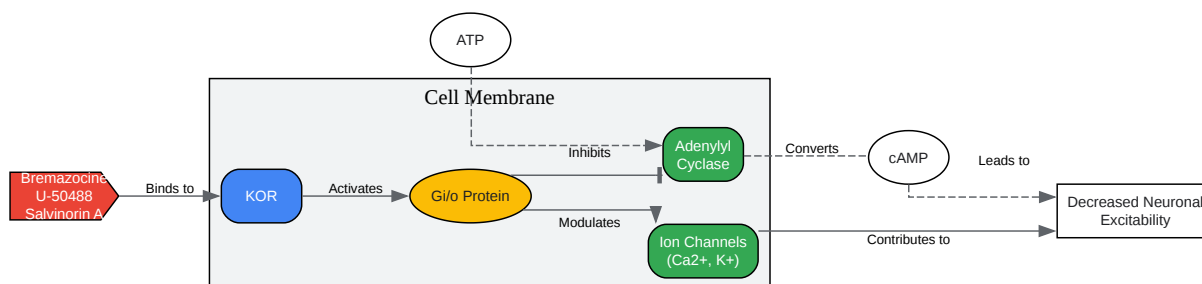 ATP
Cell Membrane
Inhibits
Adenylyl
Cyclase
Converts
cAMP
Leads to
Bremazocine
U-50488
Salvinorin A
Binds to
KOR
Activates
Gi/o Protein
Modulates
Ion Channels
(Ca2+, K+)
Contributes to
Decreased Neuronal
Excitability